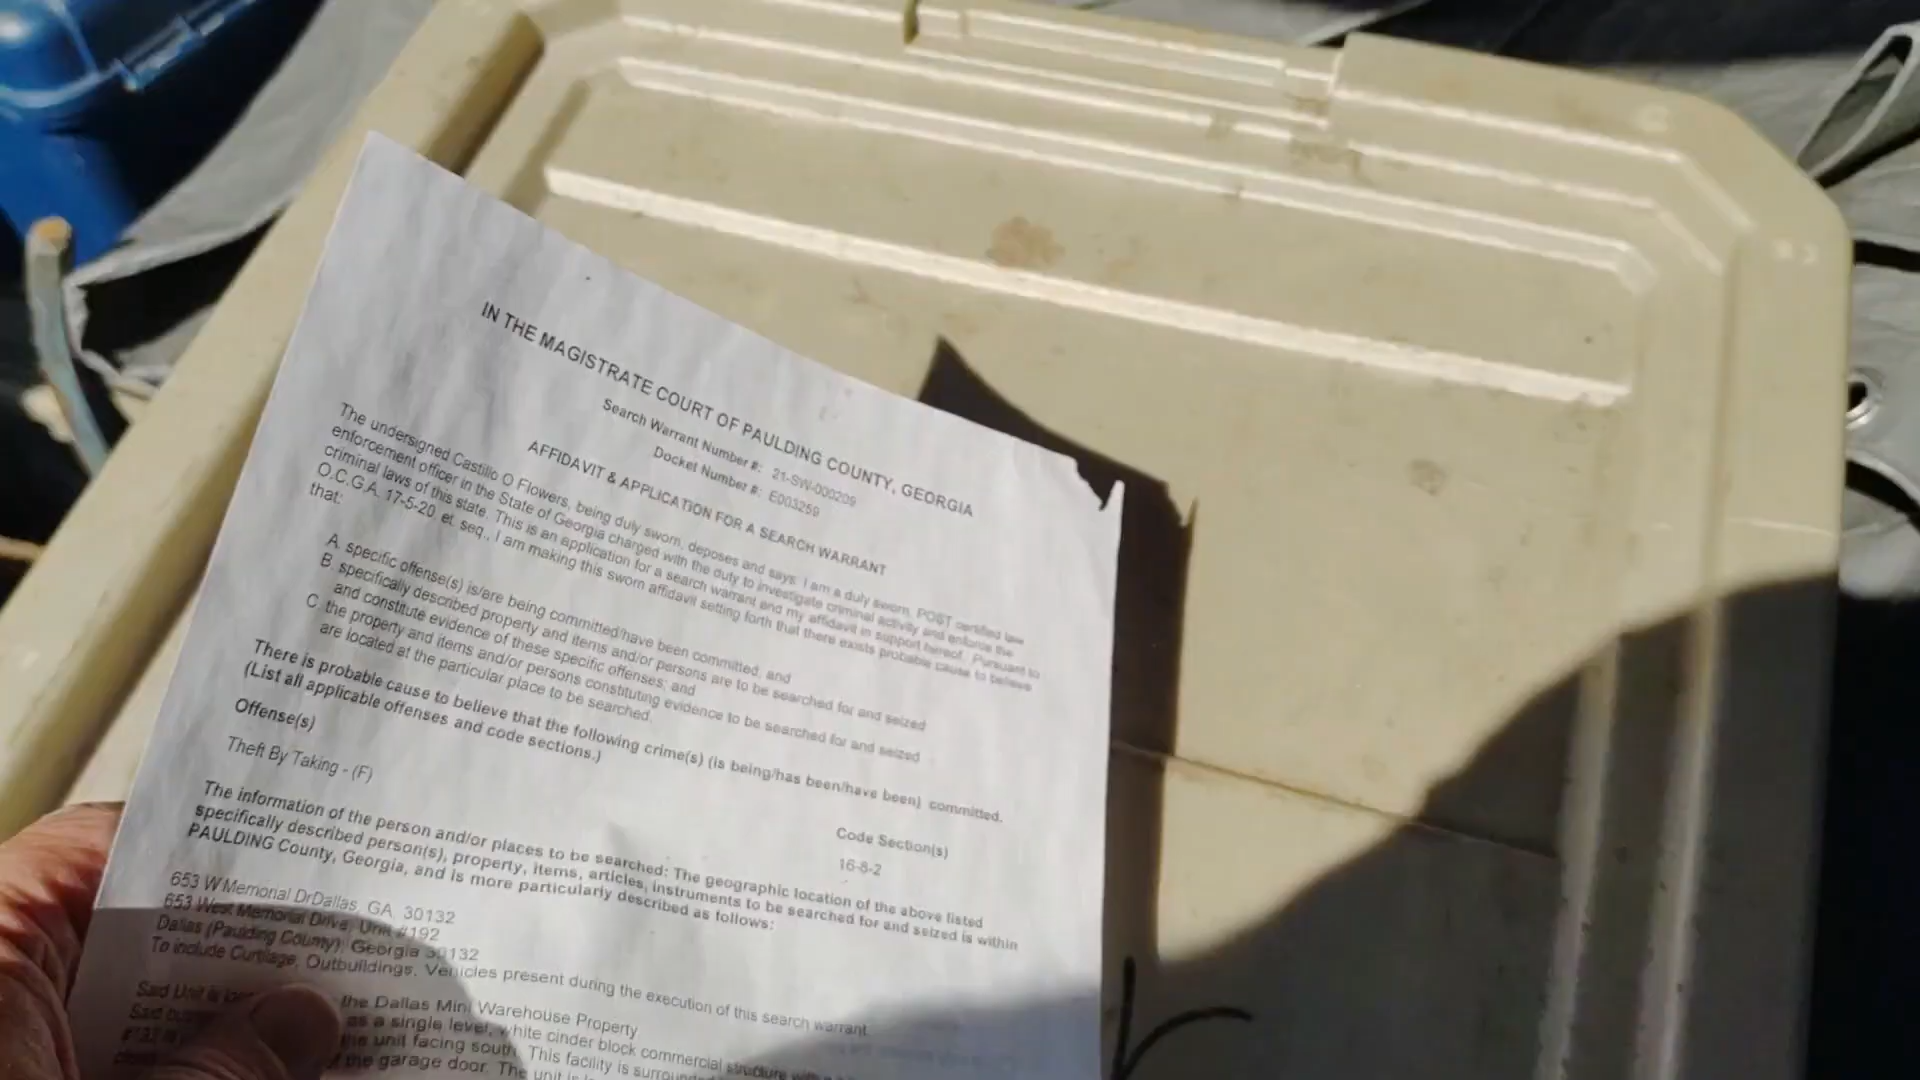 IN THE MAGISTRATE COURT OF PAULDING COUNTY, GEORGIA
Search Warrant Number #: 21-SW-000209
Docket Number #: E003259
AFFIDAVIT & APPLICATION FOR A SEARCH WARRANT
The undersigned Castillo O Flowers, being duly sworn, deposes and says: I am a duly sworn, POST certified law
enforcement officer in the State of Georgia charged with the duty to investigate criminal activity and enforce the
criminal laws of this state. This is an application for a search warrant and my affidavit in support hereof. Pursuant to
O.C.G.A. 17-5-20, et. seq., I am making this sworn affidavit setting forth that there exists probable cause to believe
that:
A. specific offense(s) is/are being committed/have been committed; and
B. specifically described property and items and/or persons are to be searched for and seized
and constitute evidence of these specific offenses; and
C. the property and items and/or persons constituting evidence to be searched for and seized
are located at the particular place to be searched.
There is probable cause to believe that the following crime(s) (is being/has been/have been) committed.
(List all applicable offenses and code sections.)
Offense(s)
Code Section(s)
Theft By Taking - (F)
16-8-2
The information of the person and/or places to be searched: The geographic location of the above listed
specifically described person(s), property, items, articles, instruments to be searched for and seized is within
PAULDING County, Georgia, and is more particularly described as follows:
653 W Memorial DrDallas, GA, 30132
653 West Memorial Drive, Unit #192
Dallas (Paulding County), Georgia 30132
To include Curtilage, Outbuildings, Vehicles present during the execution of this search warrant.
Said Unit is the Dallas Mini Warehouse Property
Said as a single level, white cinder block commercial structure
the unit facing south. This facility is
the garage door. The unit is